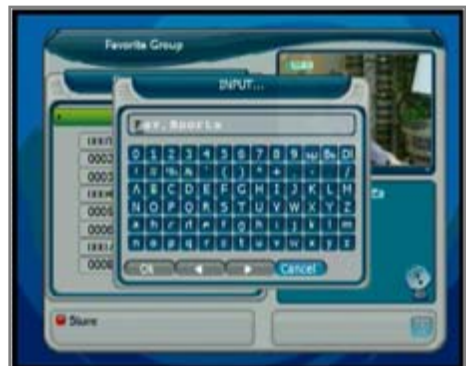 Favorite Group
INPUT...
Fav.Sports
0 1 2 3 4 5 6 7 8 9
A B C D E F G H I J K L M
N O P Q R S T U V W X Y Z
a b c d e f g h i j k l m
n o p q r s t u v w x y z
0002
0003
0005
0006
0008
OK
Cancel
Store